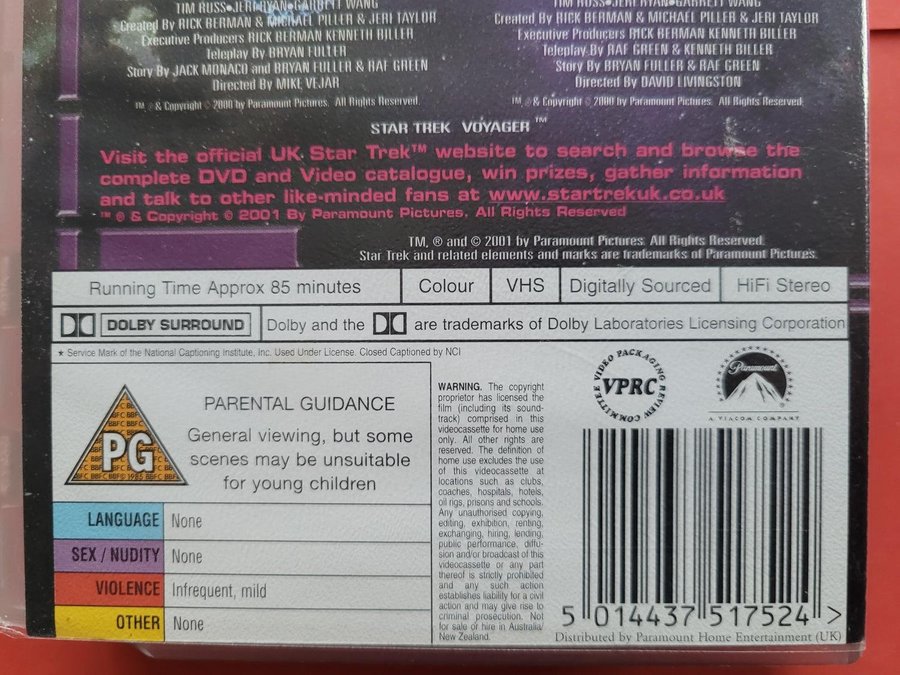 TIM RUSS • JERI RYAN • GARRETT WANG
Created By RICK BERMAN & MICHAEL PILLER & JERI TAYLOR
Executive Producers RICK BERMAN KENNETH BILLER
Teleplay By BRYAN FULLER
Story By JACK MONACO and BRYAN FULLER & RAF GREEN
Directed By MIKE VEJAR
TM, ® & Copyright © 2000 by Paramount Pictures. All Rights Reserved.
TIM RUSS • JERI RYAN • GARRETT WANG
Created By RICK BERMAN & MICHAEL PILLER & JERI TAYLOR
Executive Producers RICK BERMAN KENNETH BILLER
Teleplay By RAF GREEN & KENNETH BILLER
Story By BRYAN FULLER & RAF GREEN
Directed By DAVID LIVINGSTON
TM, ® & Copyright © 2000 by Paramount Pictures. All Rights Reserved.
STAR TREK VOYAGER ™
Visit the official UK Star Trek™ website to search and browse the
complete DVD and Video catalogue, win prizes, gather information
and talk to other like-minded fans at www.startrekuk.co.uk
™ ® & Copyright © 2001 By Paramount Pictures. All Rights Reserved
TM, ® and © 2001 by Paramount Pictures. All Rights Reserved.
Star Trek and related elements and marks are trademarks of Paramount Pictures.
Running Time Approx 85 minutes
Colour
VHS
Digitally Sourced
HiFi Stereo
DOLBY SURROUND
Dolby and the are trademarks of Dolby Laboratories Licensing Corporation
* Service Mark of the National Captioning Institute, Inc. Used Under License. Closed Captioned by NCI
PG
BBFC 1985
PARENTAL GUIDANCE
General viewing, but some
scenes may be unsuitable
for young children
LANGUAGE None
SEX / NUDITY None
VIOLENCE Infrequent, mild
OTHER None
WARNING. The copyright
proprietor has licensed the
film (including its sound-
track) comprised in this
videocassette for home use
only. All other rights are
reserved. The definition of
home use excludes the use
of this videocassette at
locations such as clubs,
coaches, hospitals, hotels,
oil rigs, prisons and schools.
Any unauthorised copying,
editing, exhibition, renting,
exchanging, hiring, lending,
public performance, diffu-
sion and/or broadcast of this
videocassette or any part
thereof is strictly prohibited
and any such action
establishes liability for a civil
action and may give rise to
criminal prosecution. Not
for sale of hire in Australia/
New Zealand.
VIDEO PACKAGING REVIEW COMMITTEE
VPRC
Paramount
A VIACOM COMPANY
5 014437 517524 >
Distributed by Paramount Home Entertainment (UK)